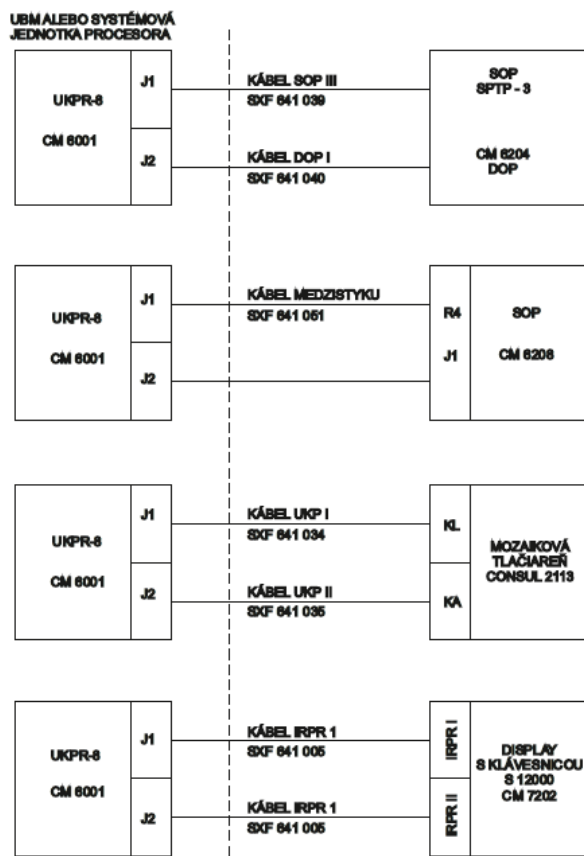 UBM ALEBO SYSTÉMOVÁ
JEDNOTKA PROCESORA
UKPR-8
CM 6001
J1
J2
KÁBEL SOP III
SXF 641 039
KÁBEL DOP I
SXF 641 040
SOP
SPTP - 3
CM 6204
DOP
UKPR-8
CM 6001
J1
J2
KÁBEL MEDZISTYKU
SXF 641 051
R4
J1
SOP
CM 6208
UKPR-8
CM 6001
J1
J2
KÁBEL UKP I
SXF 641 034
KÁBEL UKP II
SXF 641 035
KL
KA
MOZAIKOVÁ
TLAČIAREŇ
CONSUL 2113
UKPR-8
CM 6001
J1
J2
KÁBEL IRPR 1
SXF 641 005
KÁBEL IRPR 1
SXF 641 005
IRPR I
IRPR II
DISPLAY
S KLÁVESNICOU
S 12000
CM 7202